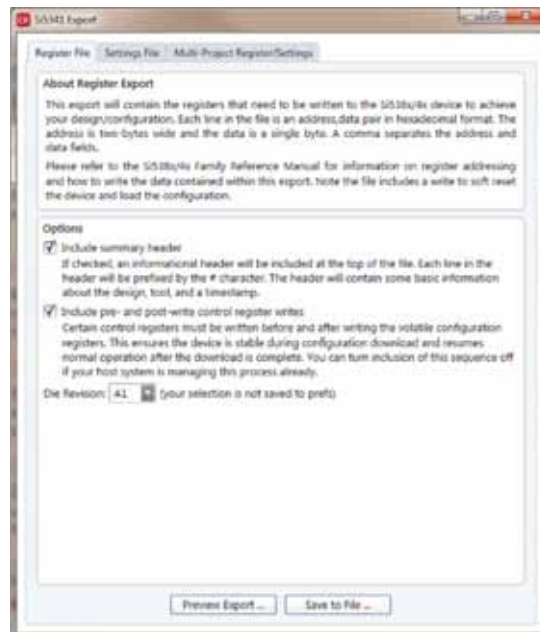 Si5341 Export
Register File Settings File Multi-Project Register/Settings
About Register Export
This export will contain the registers that need to be written to the Si538x/4x device to achieve
your design/configuration. Each line in the file is an address,data pair in hexadecimal format. The
address is two bytes wide and the data is a single byte. A comma separates the address and
data fields.
Please refer to the Si538x/4x Family Reference Manual for information on register addressing
and how to write the data contained within this export. Note the file includes a write to soft reset
the device and load the configuration.
Options
Include summary header
If checked, an informational header will be included at the top of the file. Each line in the
header will be prefixed by the # character. The header will contain some basic information
about the design, tool, and a timestamp.
Include pre- and post-write control register writes
Certain control registers must be written before and after writing the volatile configuration
registers. This ensures the device is stable during configuration download and resumes
normal operation after the download is complete. You can turn inclusion of this sequence off
if your host system is managing this process already.
Die Revision: A1 (your selection is not saved to prefs)
Preview Export ... Save to File ...